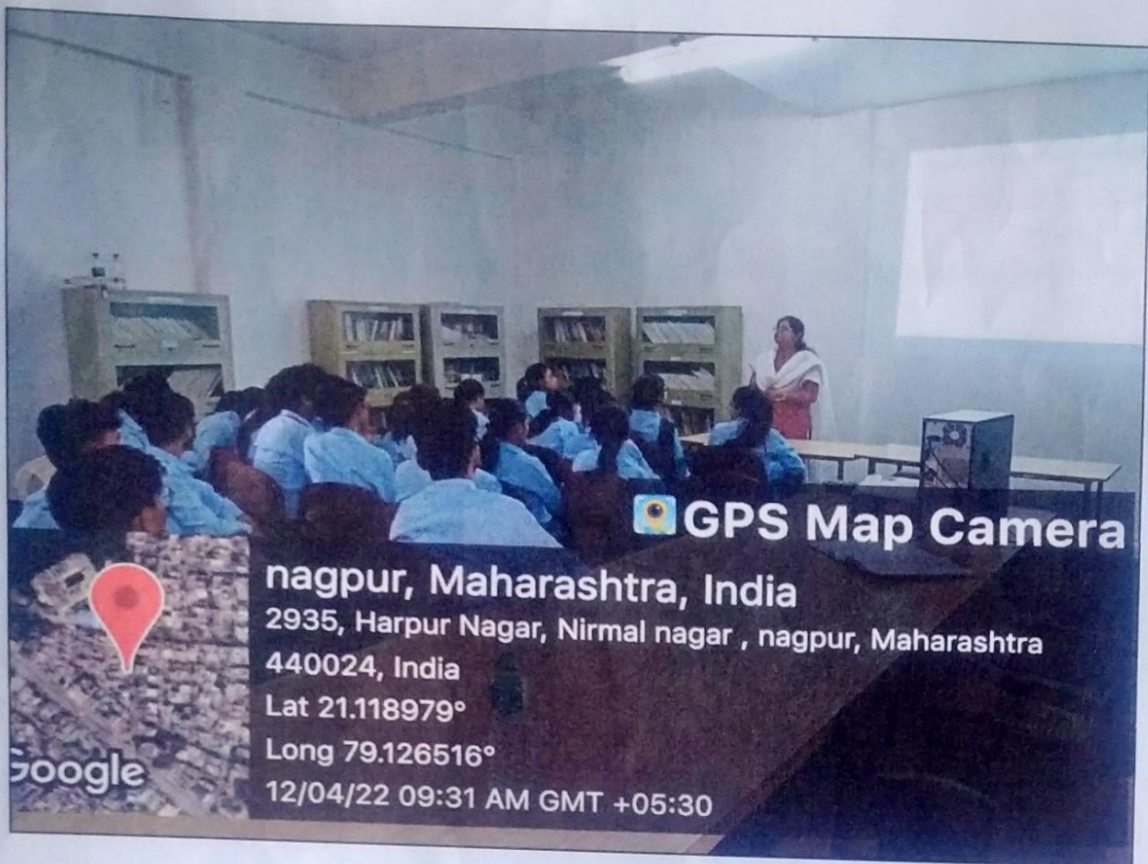 GPS Map Camera
nagpur, Maharashtra, India
2935, Harpur Nagar, Nirmal nagar , nagpur, Maharashtra
440024, India
Lat 21.118979°
Long 79.126516°
12/04/22 09:31 AM GMT +05:30
Google